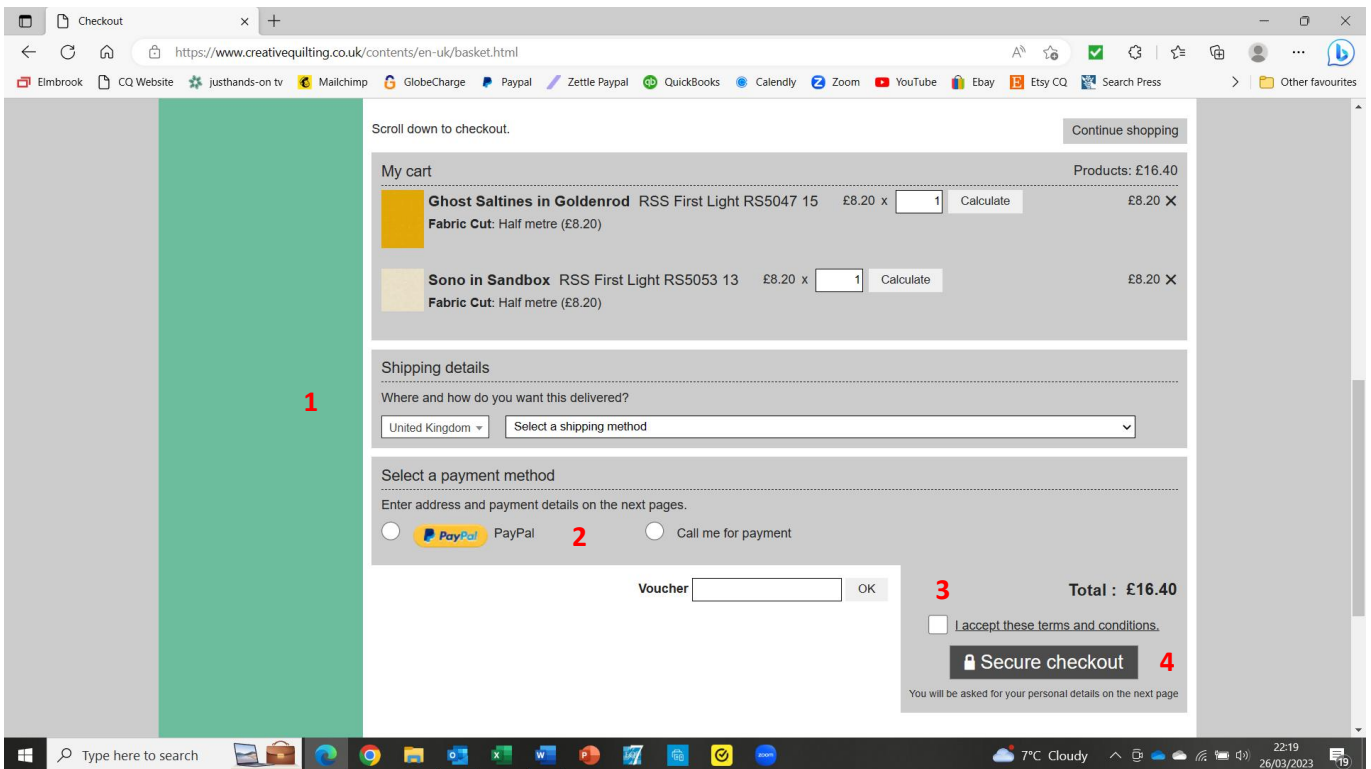 Checkout
https://www.creativequilting.co.uk/contents/en-uk/basket.html
Elmbrook CQ Website justhands-on tv Mailchimp GlobeCharge Paypal Zettle Paypal QuickBooks Calendly Zoom YouTube Ebay Etsy CQ Search Press Other favourites
Scroll down to checkout. Continue shopping
My cart Products: £16.40
Ghost Saltines in Goldenrod RSS First Light RS5047 15 £8.20 x 1 Calculate £8.20
Fabric Cut: Half metre (£8.20)
Sono in Sandbox RSS First Light RS5053 13 £8.20 x 1 Calculate £8.20
Fabric Cut: Half metre (£8.20)
Shipping details
Where and how do you want this delivered?
1
United Kingdom Select a shipping method
Select a payment method
Enter address and payment details on the next pages.
PayPal PayPal 2 Call me for payment
Voucher OK 3 Total : £16.40
I accept these terms and conditions.
Secure checkout 4
You will be asked for your personal details on the next page
Type here to search 7°C Cloudy 22:19
26/03/2023 19